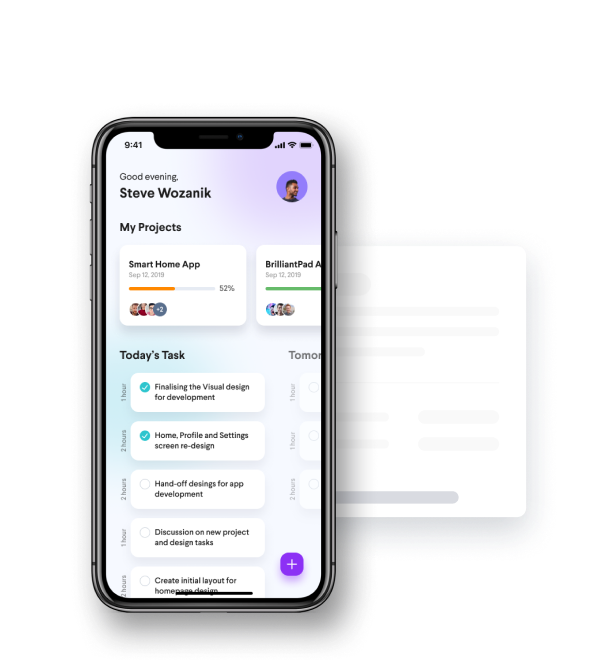 9:41
Good evening,
Steve Wozanik
My Projects
Smart Home App
Sep 12, 2019
52%
+2
BrilliantPad A
Sep 12, 2019
Today's Task
Tomor
1 hour
Finalising the Visual design
for development
1 hour
2 hours
Home, Profile and Settings
screen re-design
1 hour
2 hours
Hand-off desings for app
development
2 hours
1 hour
Discussion on new project
and design tasks
2 hours
Create initial layout for
homepage design